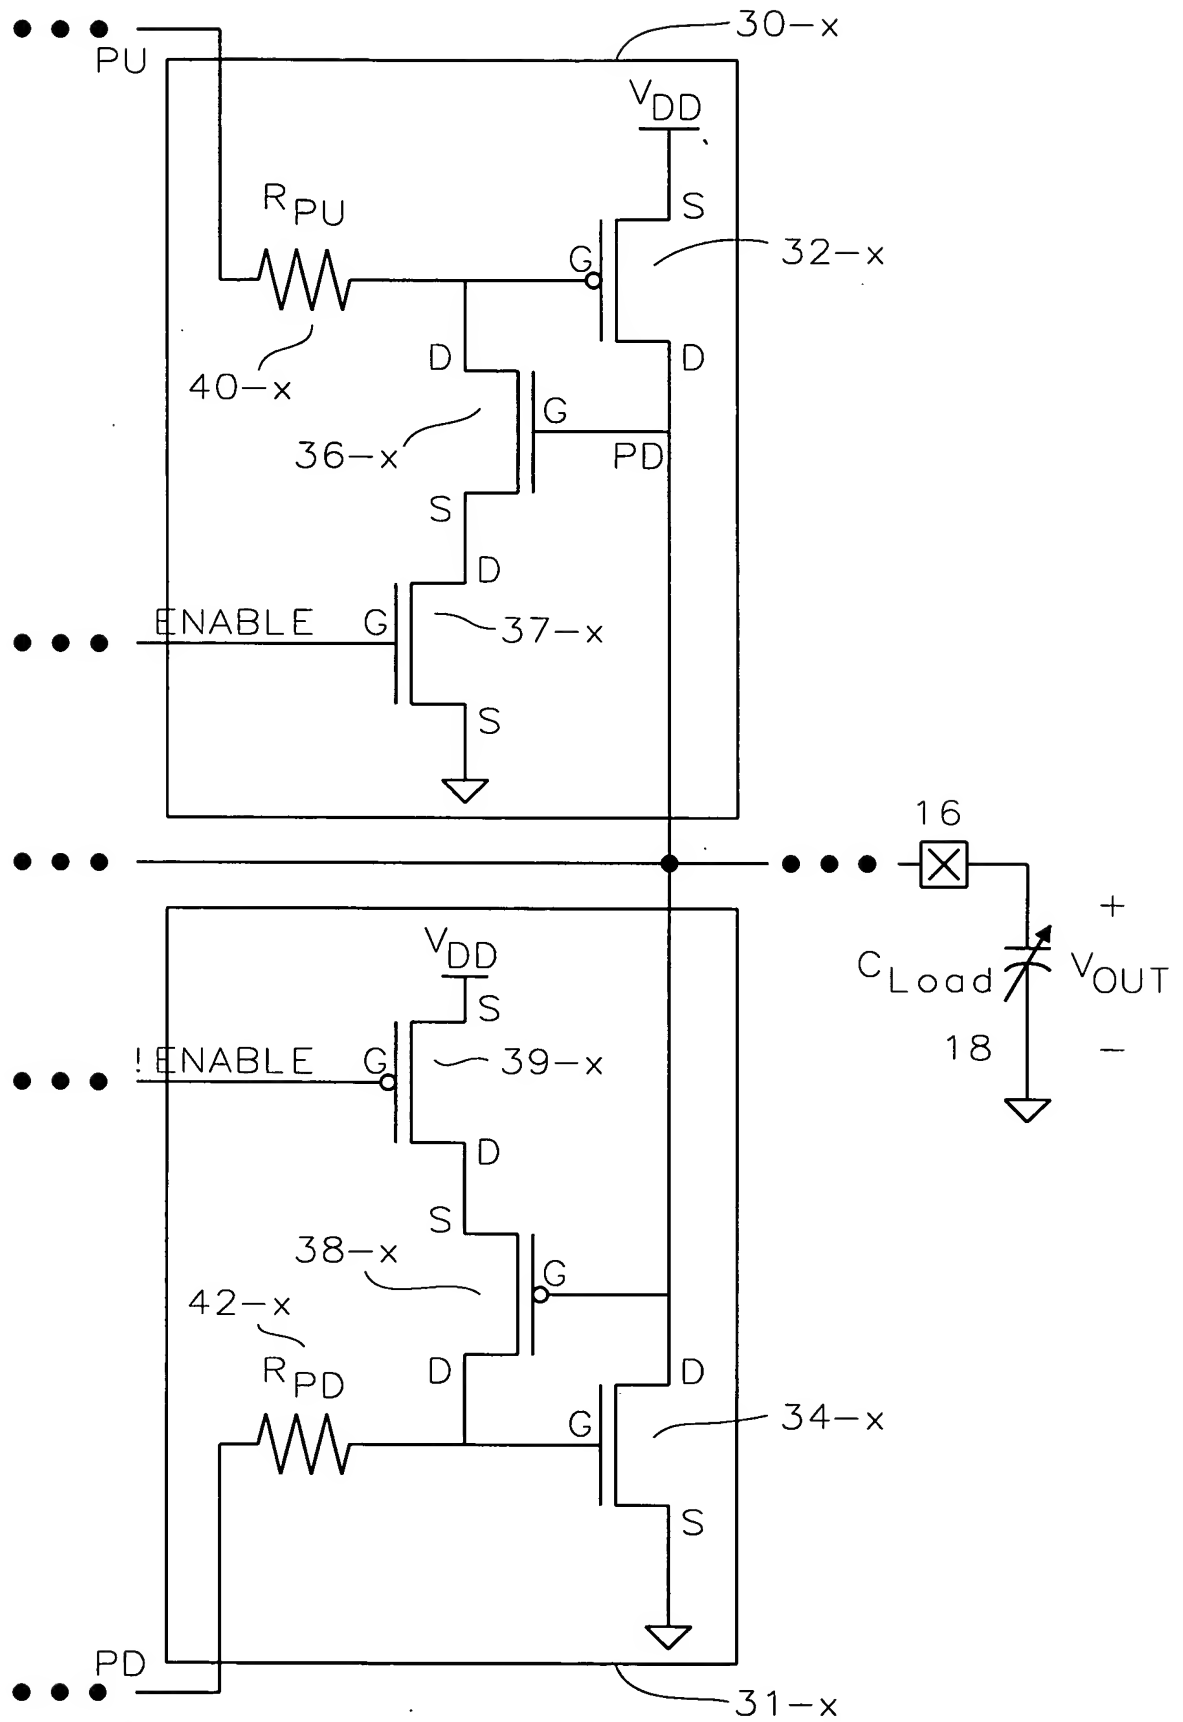 30-x
PU
VDD
S
RPU
G
32-x
D
D
40-x
G
36-x
PD
S
D
ENABLE
G
37-x
S
16
+
VDD
CLoad
VOUT
S
!ENABLE
G
39-x
18
-
D
S
38-x
G
42-x
RPD
D
D
G
34-x
S
PD
31-x